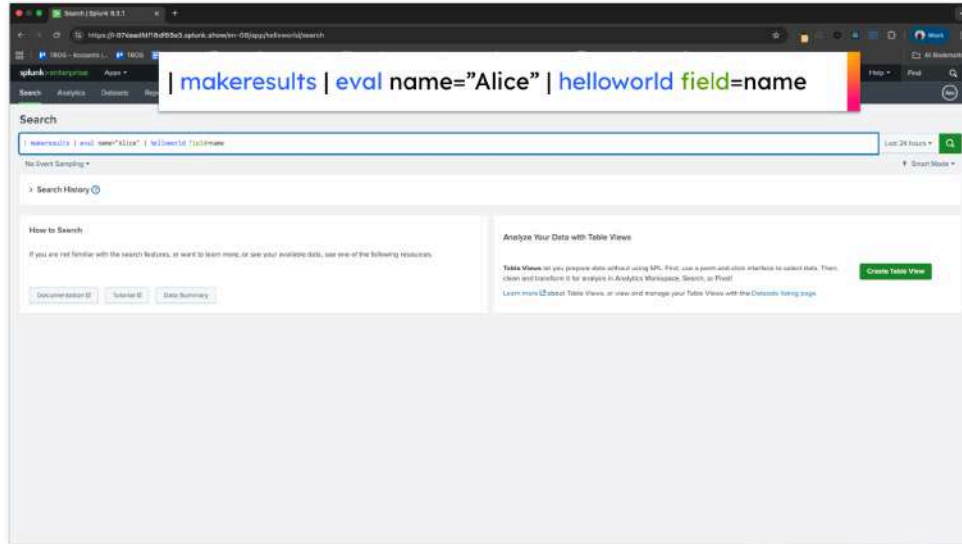 Search | Splunk 9.3.1
splunk>enterprise Apps
Help
Find
| makeresults | eval name=”Alice” | helloworld field=name
Search Analytics Datasets
Search
| makeresults | eval name="Alice" | helloworld field=name
Last 24 hours
No Event Sampling
Smart Mode
> Search History
How to Search
If you are not familiar with the search features, or want to learn more, or see your available data, see one of the following resources.
Documentation
Tutorial
Data Summary
Analyze Your Data with Table Views
Table Views let you prepare data without using SPL. First, use a point-and-click interface to select data. Then, clean and transform it for analysis in Analytics Workspace, Search, or Pivot!
Learn more about Table Views, or view and manage your Table Views with the Datasets listing page.
Create Table View